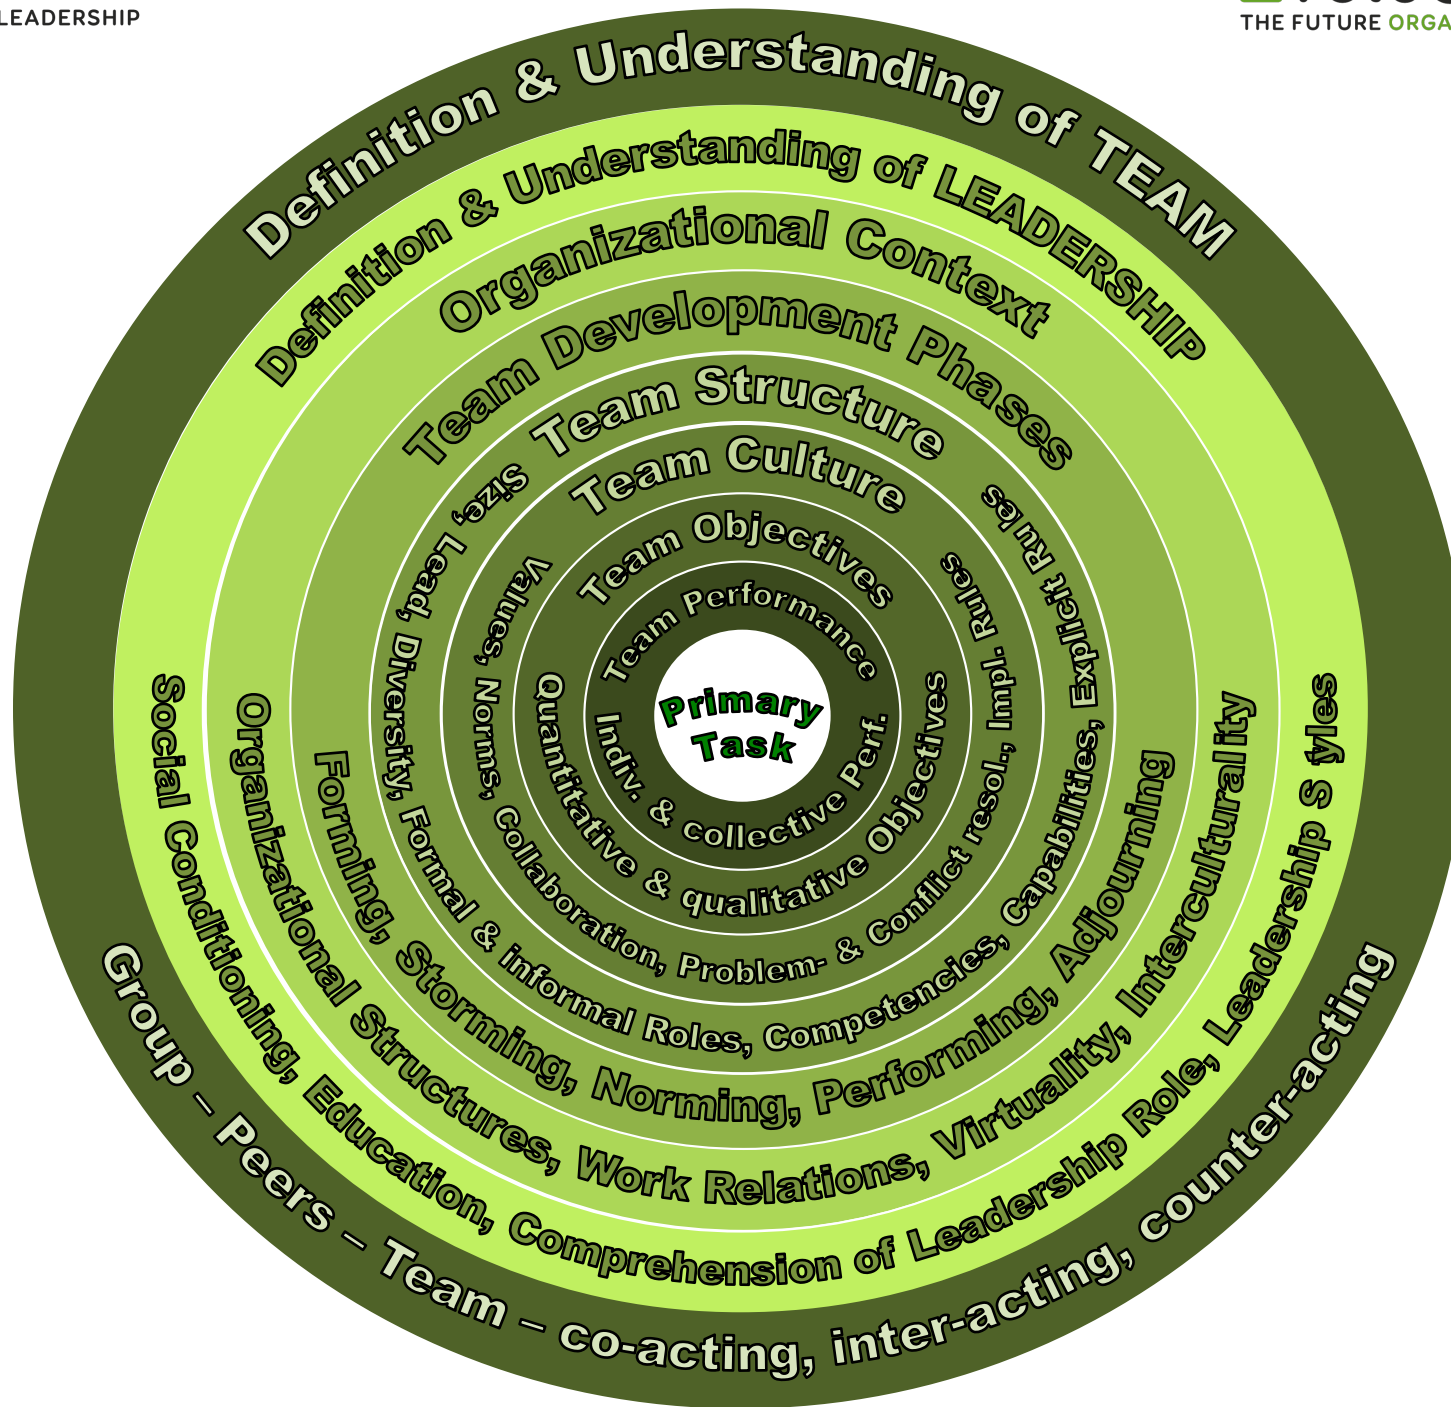 LEADERSHIP
THE FUTURE
Definition & Understanding of TEAM
Definition & Understanding of LEADERSHIP
Organizational Context
Team Development Phases
Team Structure
Team Culture
Team Objectives
Team Performance
Primary
Task
Indiv. & collective Perf.
Quantitative & qualitative Objectives
Values, Norms, Collaboration, Problem- & Conflict resol., Impl. Rules
Size, Lead, Diversity, Formal & informal Roles, Competencies, Capabilities, Explicit Rules
Forming, Storming, Norming, Performing, Adjourning
Organizational Structures, Work Relations, Virtuality, Interculturality
Social Conditioning, Education, Comprehension of Leadership Role, Leadership S tyles
Group – Peers – Team – co-acting, inter-acting, counter-acting